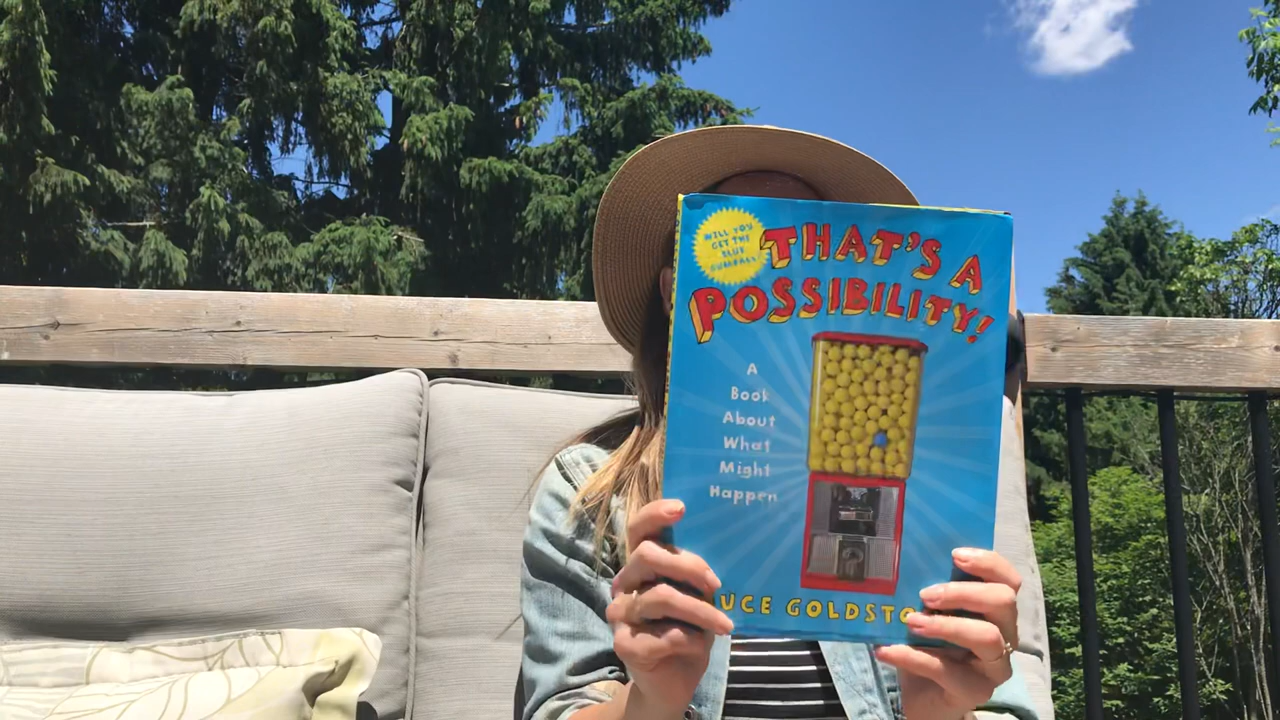 WILL YOU
GET THE
BLUE
GUMBALL?
THAT'S A
POSSIBILITY!
A
Book
About
What
Might
Happen
UCE GOLDSTO